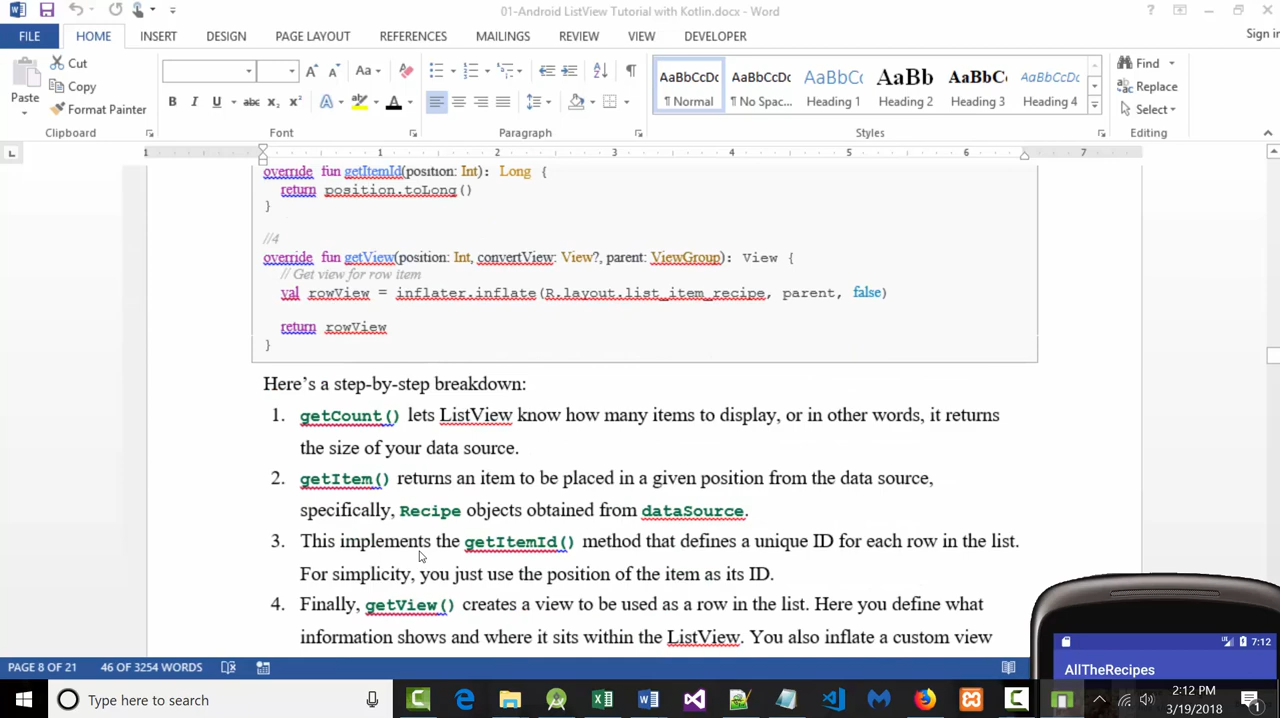 01-Android ListView Tutorial with Kotlin.docx - Word
Sign in
FILE HOME INSERT DESIGN PAGE LAYOUT REFERENCES MAILINGS REVIEW VIEW DEVELOPER
Paste
Cut
Copy
Format Painter
Clipboard
Font
Paragraph
AaBbCcDc AaBbCcDc AaBbCc AaBb AaBbC AaBbCcDc
¶ Normal ¶ No Spac... Heading 1 Heading 2 Heading 3 Heading 4
Styles
Find
Replace
Select
Editing
1 1 2 3 4 5 6 7
override fun getItemId(position: Int): Long {
return position.toLong()
}
//4
override fun getView(position: Int, convertView: View?, parent: ViewGroup): View {
// Get view for row item
val rowView = inflater.inflate(R.layout.list_item_recipe, parent, false)
return rowView
}
Here's a step-by-step breakdown:
1. getCount() lets ListView know how many items to display, or in other words, it returns
the size of your data source.
2. getItem() returns an item to be placed in a given position from the data source,
specifically, Recipe objects obtained from dataSource.
3. This implements the getItemId() method that defines a unique ID for each row in the list.
For simplicity, you just use the position of the item as its ID.
4. Finally, getView() creates a view to be used as a row in the list. Here you define what
information shows and where it sits within the ListView. You also inflate a custom view
7:12
AllTheRecipes
PAGE 8 OF 21 46 OF 3254 WORDS
Type here to search
2:12 PM
3/19/2018